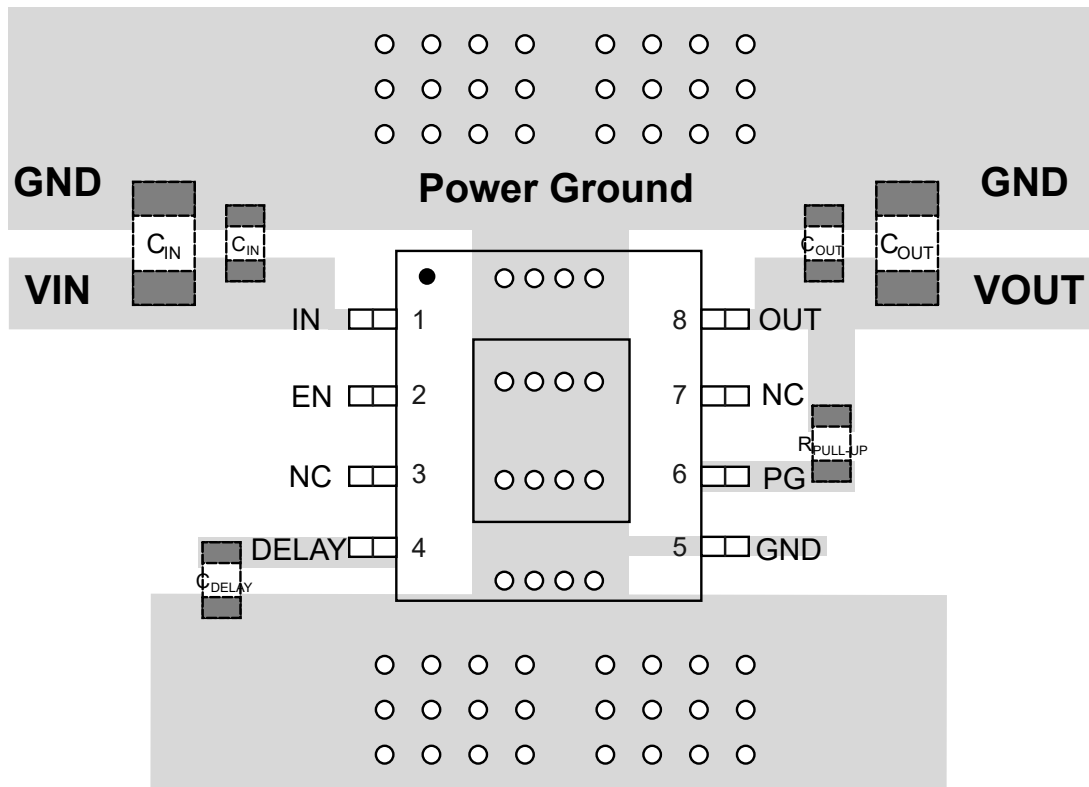 GND
Power Ground
GND
CIN
CIN
COUT
COUT
VIN
VOUT
IN 1
8 OUT
EN 2
7 NC
RPULL-UP
NC 3
6 PG
DELAY 4
5 GND
CDELAY